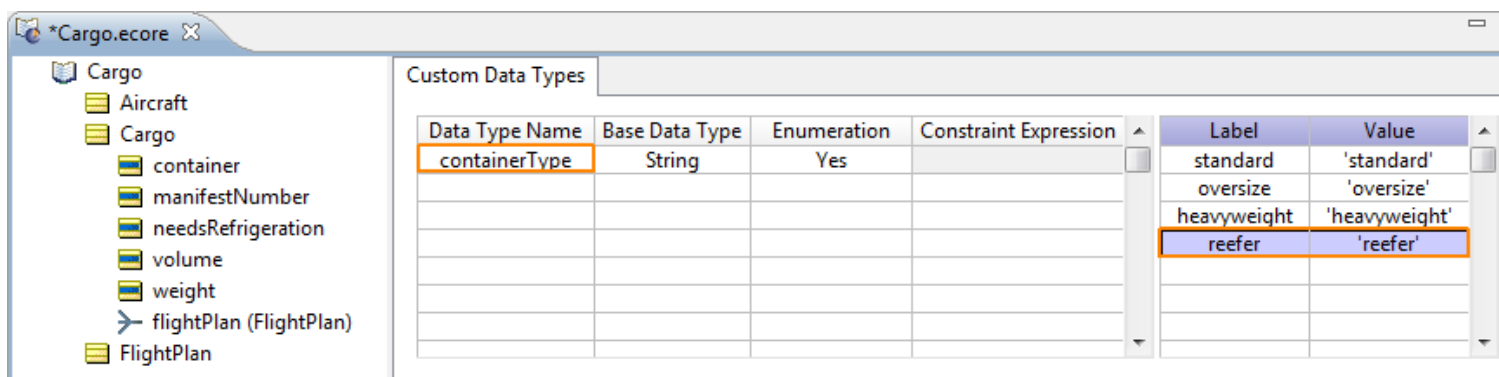 *Cargo.ecore
Cargo
Aircraft
Cargo
container
manifestNumber
needsRefrigeration
volume
weight
flightPlan (FlightPlan)
FlightPlan
Custom Data Types
Data Type Name Base Data Type Enumeration Constraint Expression
containerType String Yes
Label Value
standard 'standard'
oversize 'oversize'
heavyweight 'heavyweight'
reefer 'reefer'